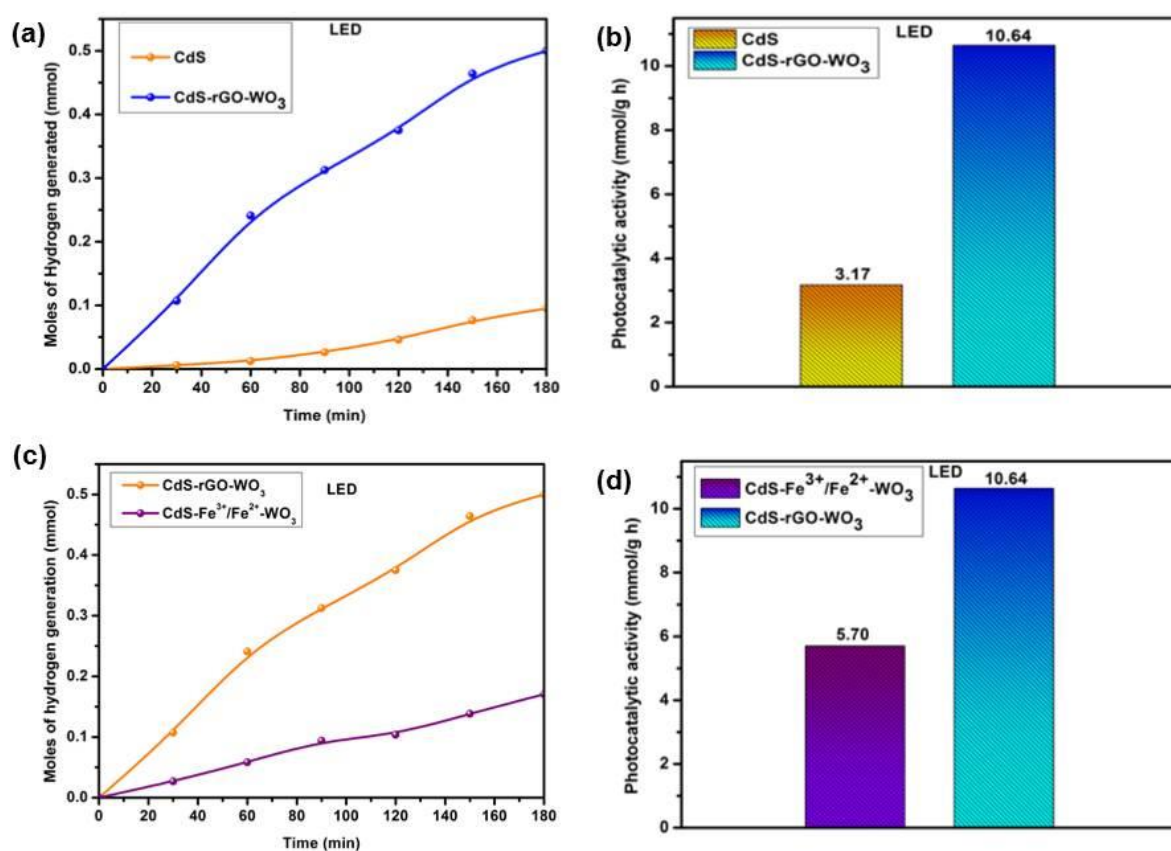 (a)
LED
CdS
CdS-rGO-WO3
Moles of Hydrogen generated (mmol)
0.5
0.4
0.3
0.2
0.1
0.0
0 20 40 60 80 100 120 140 160 180
Time (min)
(b)
CdS LED
CdS-rGO-WO3
10.64
3.17
Photocatalytic activity (mmol/g h)
10
8
6
4
2
0
(c)
CdS-rGO-WO3
LED
CdS-Fe3+/Fe2+-WO3
Moles of hydrogen generation (mmol)
0.5
0.4
0.3
0.2
0.1
0.0
0 20 40 60 80 100 120 140 160 180
Time (min)
(d)
LED
CdS-Fe3+/Fe2+-WO3
CdS-rGO-WO3
10.64
5.70
Photocatalytic activity (mmol/g h)
10
8
6
4
2
0